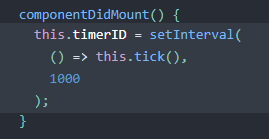 componentDidMount() {
  this.timerID = setInterval(
    () => this.tick(),
    1000
  );
}